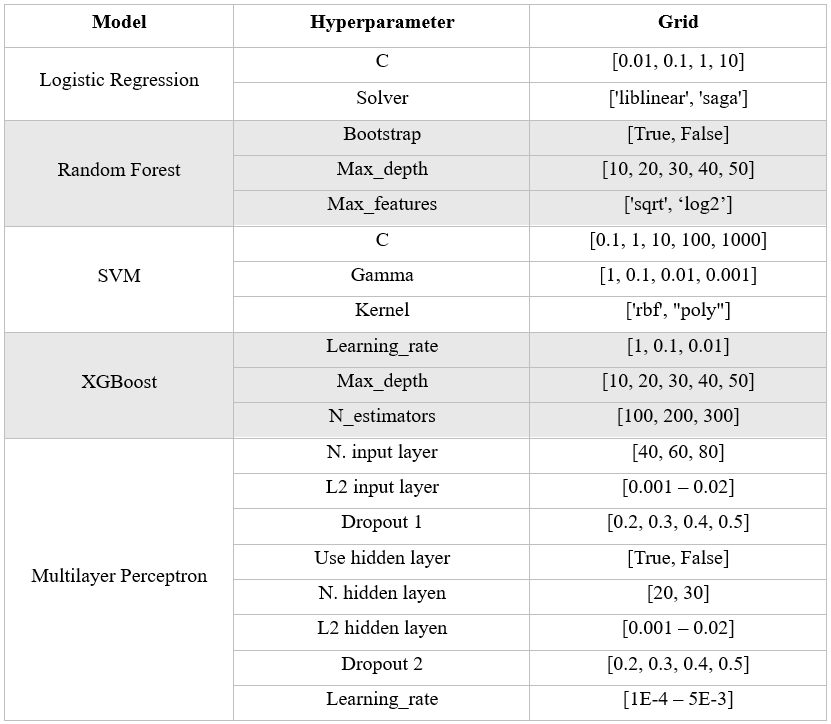 Model Hyperparameter Grid
Logistic Regression
C [0.01, 0.1, 1, 10]
Solver ['liblinear', 'saga']
Random Forest
Bootstrap [True, False]
Max_depth [10, 20, 30, 40, 50]
Max_features ['sqrt', ‘log2’]
SVM
C [0.1, 1, 10, 100, 1000]
Gamma [1, 0.1, 0.01, 0.001]
Kernel ['rbf', "poly"]
XGBoost
Learning_rate [1, 0.1, 0.01]
Max_depth [10, 20, 30, 40, 50]
N_estimators [100, 200, 300]
Multilayer Perceptron
N. input layer [40, 60, 80]
L2 input layer [0.001 – 0.02]
Dropout 1 [0.2, 0.3, 0.4, 0.5]
Use hidden layer [True, False]
N. hidden layen [20, 30]
L2 hidden layen [0.001 – 0.02]
Dropout 2 [0.2, 0.3, 0.4, 0.5]
Learning_rate [1E-4 – 5E-3]